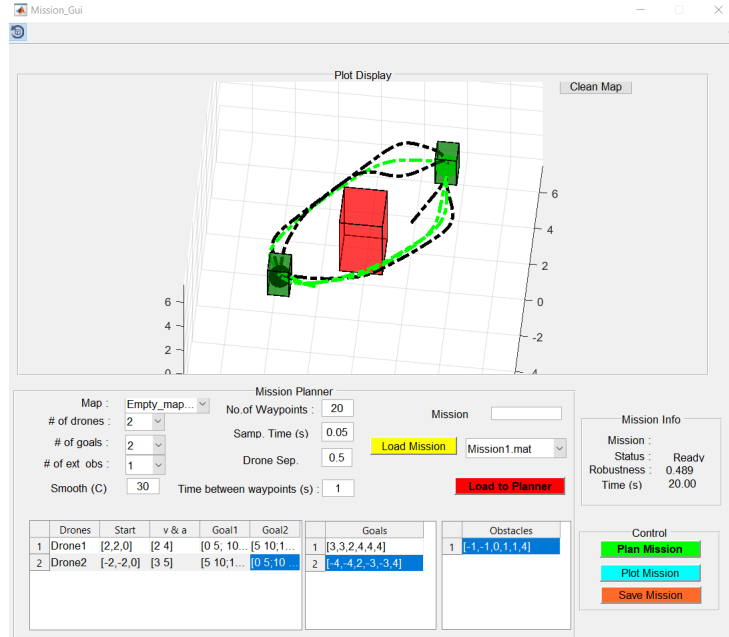 Mission_Gui
Plot Display
Clean Map
6
4
2
0
-2
-4
6
4
2
0
Mission Planner
Map :
Empty_map...
No.of Waypoints :
20
Mission
# of drones :
2
Samp. Time (s)
0.05
# of goals :
2
Drone Sep.
0.5
Load Mission
Mission1.mat
# of ext obs :
1
Smooth (C)
30
Time between waypoints (s) :
1
Load to Planner
Mission Info
Mission :
Status :
Ready
Robustness :
0.489
Time (s)
20.00
Drones Start v & a Goal1 Goal2
1 Drone1 [2,2,0] [2 4] [0 5; 10... [5 10;1...
2 Drone2 [-2,-2,0] [3 5] [5 10;1... [0 5;10 ...
Goals
1 [3,3,2,4,4,4]
2 [-4,-4,2,-3,-3,4]
Obstacles
1 [-1,-1,0,1,1,4]
Control
Plan Mission
Plot Mission
Save Mission